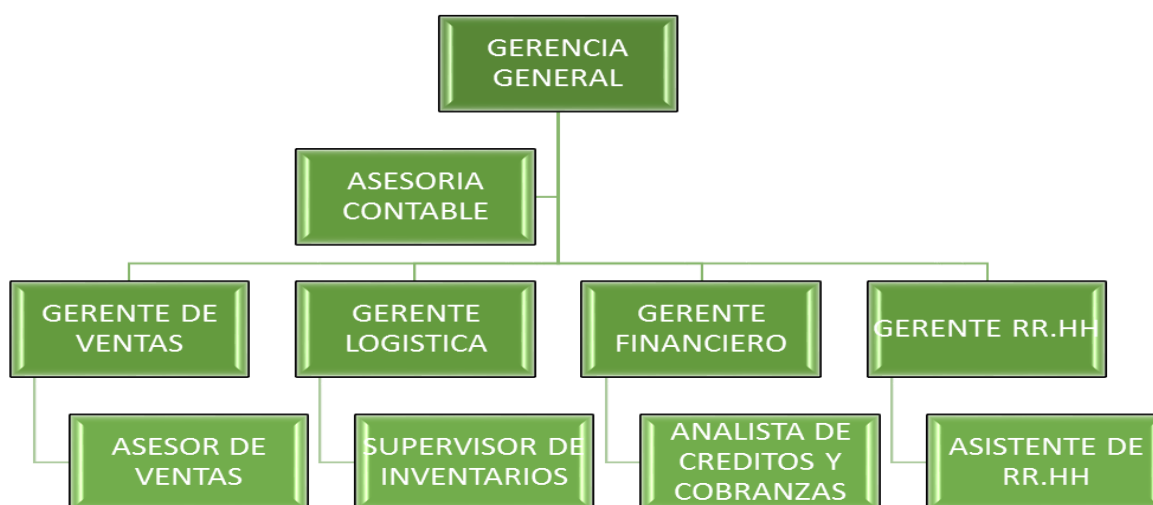 GERENCIA
GENERAL
ASESORIA
CONTABLE
GERENTE DE
VENTAS
GERENTE
LOGISTICA
GERENTE
FINANCIERO
GERENTE RR.HH
ASESOR DE
VENTAS
SUPERVISOR DE
INVENTARIOS
ANALISTA DE
CREDITOS Y
COBRANZAS
ASISTENTE DE
RR.HH